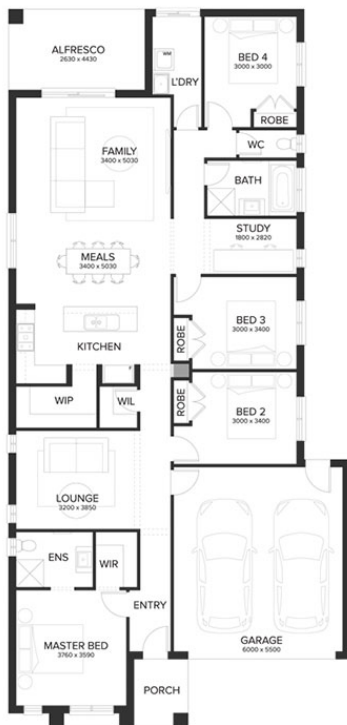 ALFRESCO
2630 x 4430
WM
L'DRY
BED 4
3000 x 3000
ROBE
WC
FAMILY
3400 x 5030
BATH
STUDY
1800 x 2820
MEALS
3400 x 5030
KITCHEN
ROBE
BED 3
3000 x 3400
F
WIP
WIL
ROBE
BED 2
3000 x 3400
LOUNGE
3200 x 3850
ENS
WIR
ENTRY
MASTER BED
3760 x 3590
GARAGE
6000 x 5500
PORCH